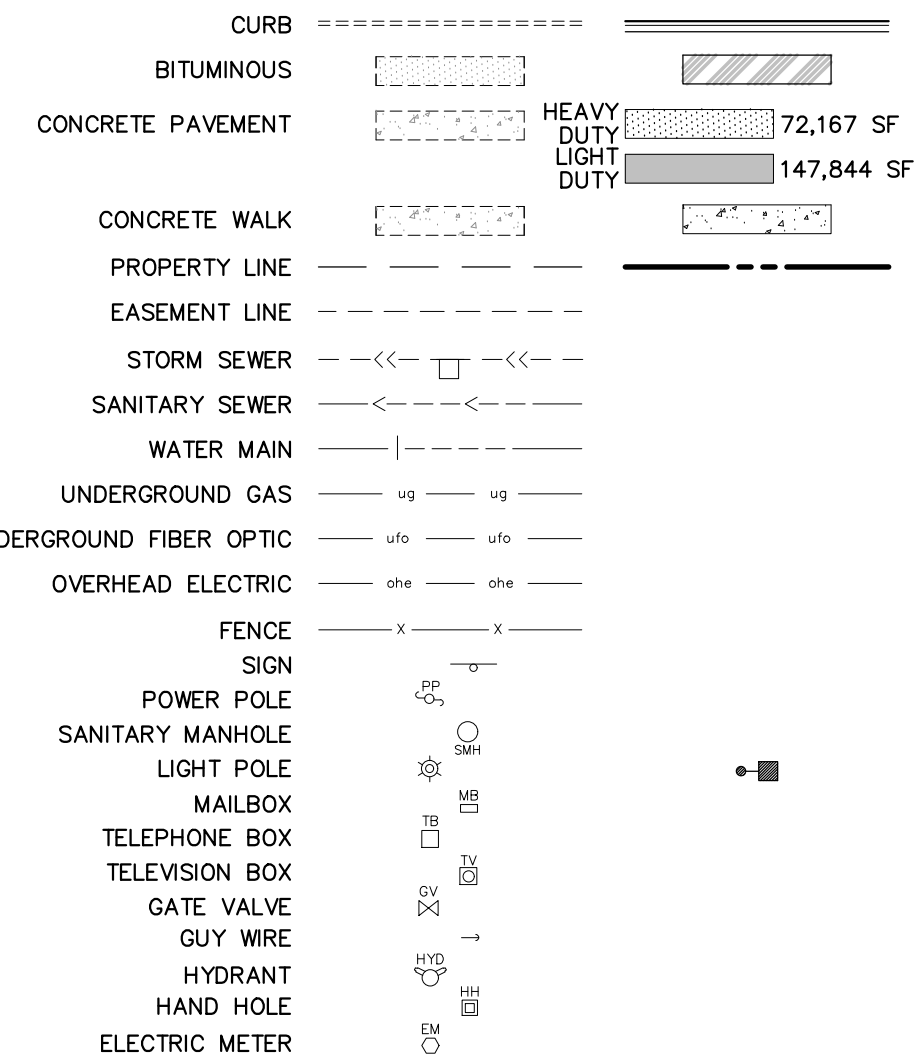 CURB
BITUMINOUS
CONCRETE PAVEMENT
HEAVY
DUTY
72,167 SF
LIGHT
DUTY
147,844 SF
CONCRETE WALK
PROPERTY LINE
EASEMENT LINE
STORM SEWER
SANITARY SEWER
WATER MAIN
UNDERGROUND GAS ug ug
DERGROUND FIBER OPTIC ufo ufo
OVERHEAD ELECTRIC ohe ohe
FENCE X X
SIGN
POWER POLE PP
SANITARY MANHOLE SMH
LIGHT POLE
MAILBOX MB
TELEPHONE BOX TB
TELEVISION BOX TV
GATE VALVE GV
GUY WIRE
HYDRANT HYD
HAND HOLE HH
ELECTRIC METER EM